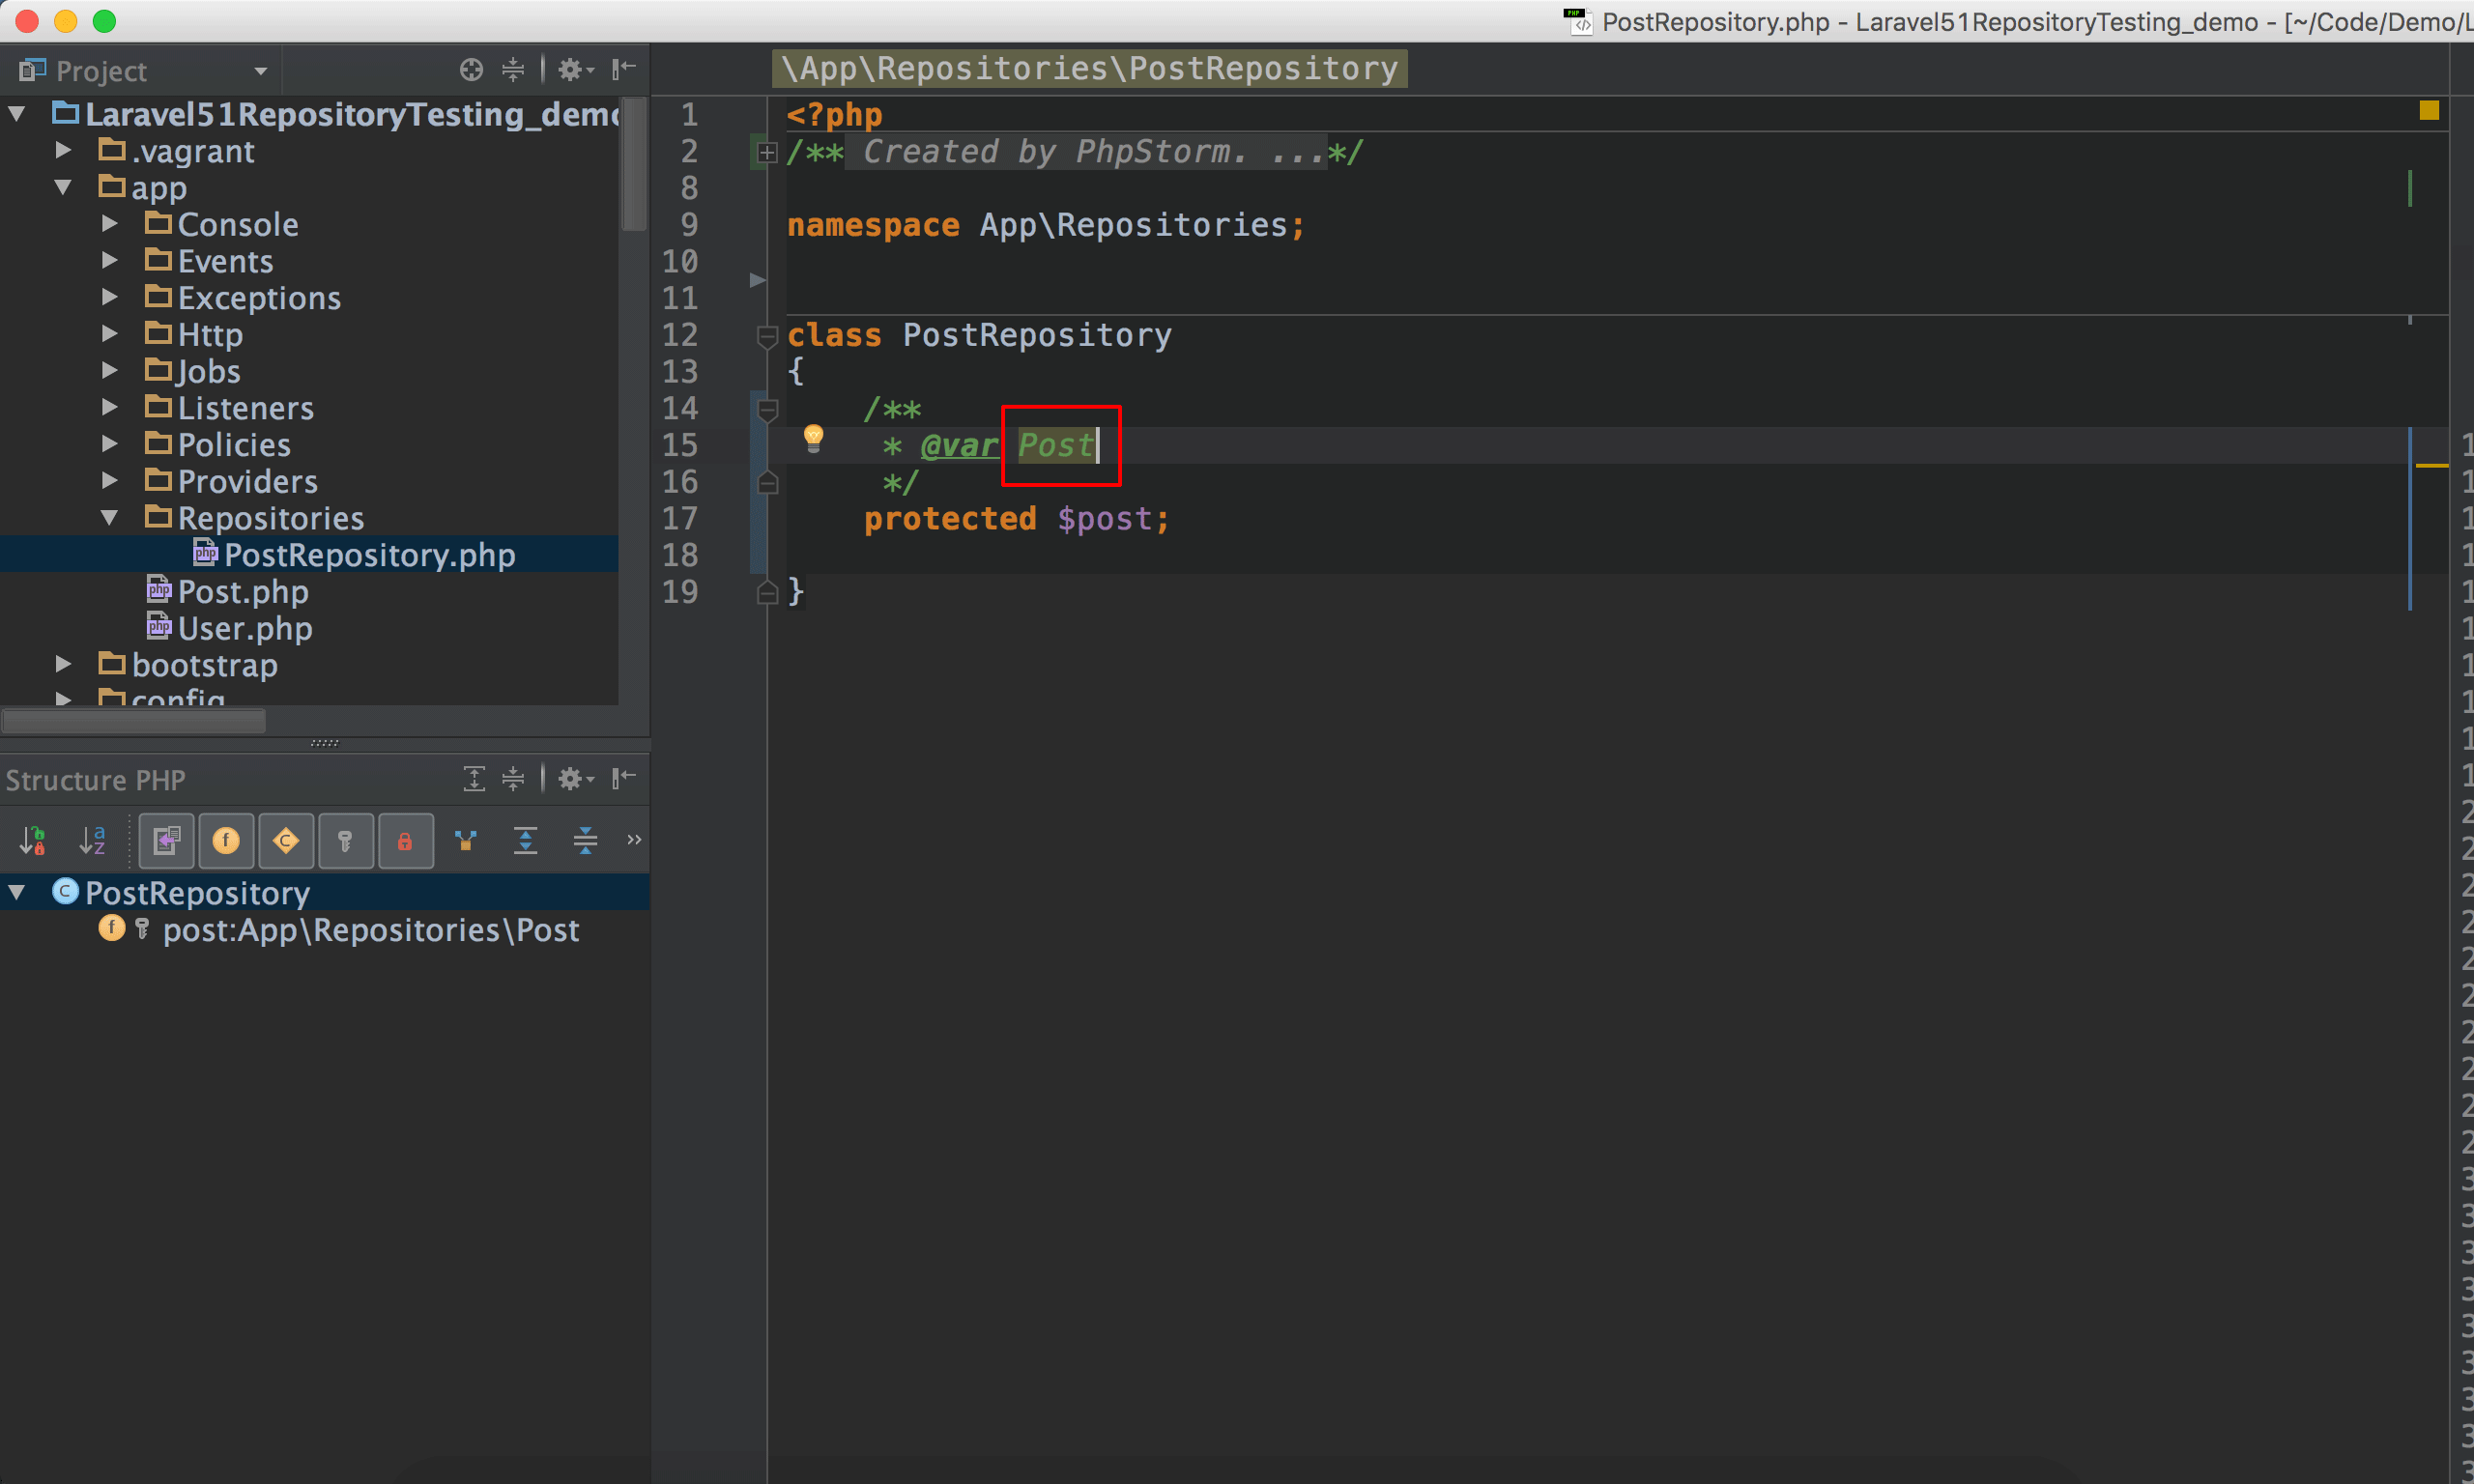 PostRepository.php - Laravel51RepositoryTesting_demo - [~/Code/Demo/L
Project
Laravel51RepositoryTesting_demo
.vagrant
app
Console
Events
Exceptions
Http
Jobs
Listeners
Policies
Providers
Repositories
PostRepository.php
Post.php
User.php
bootstrap
config
Structure PHP
PostRepository
post:App\Repositories\Post
\App\Repositories\PostRepository
1 <?php
2 /** Created by PhpStorm. ...*/
8
9 namespace App\Repositories;
10
11
12 class PostRepository
13 {
14 /**
15 * @var Post
16 */
17 protected $post;
18
19 }